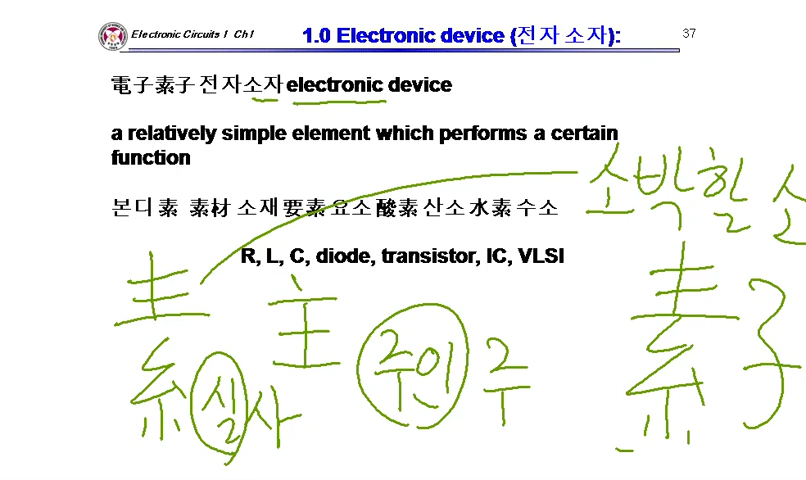 Electronic Circuits 1 Ch1
1.0 Electronic device (전자 소자):
37
電子素子 전자소자 electronic device
a relatively simple element which performs a certain
function
본디 素 素材 소재 要素 요소 酸素 산소 水素 수소
R, L, C, diode, transistor, IC, VLSI
소박할 소
素 主 素子
실사 주인 주